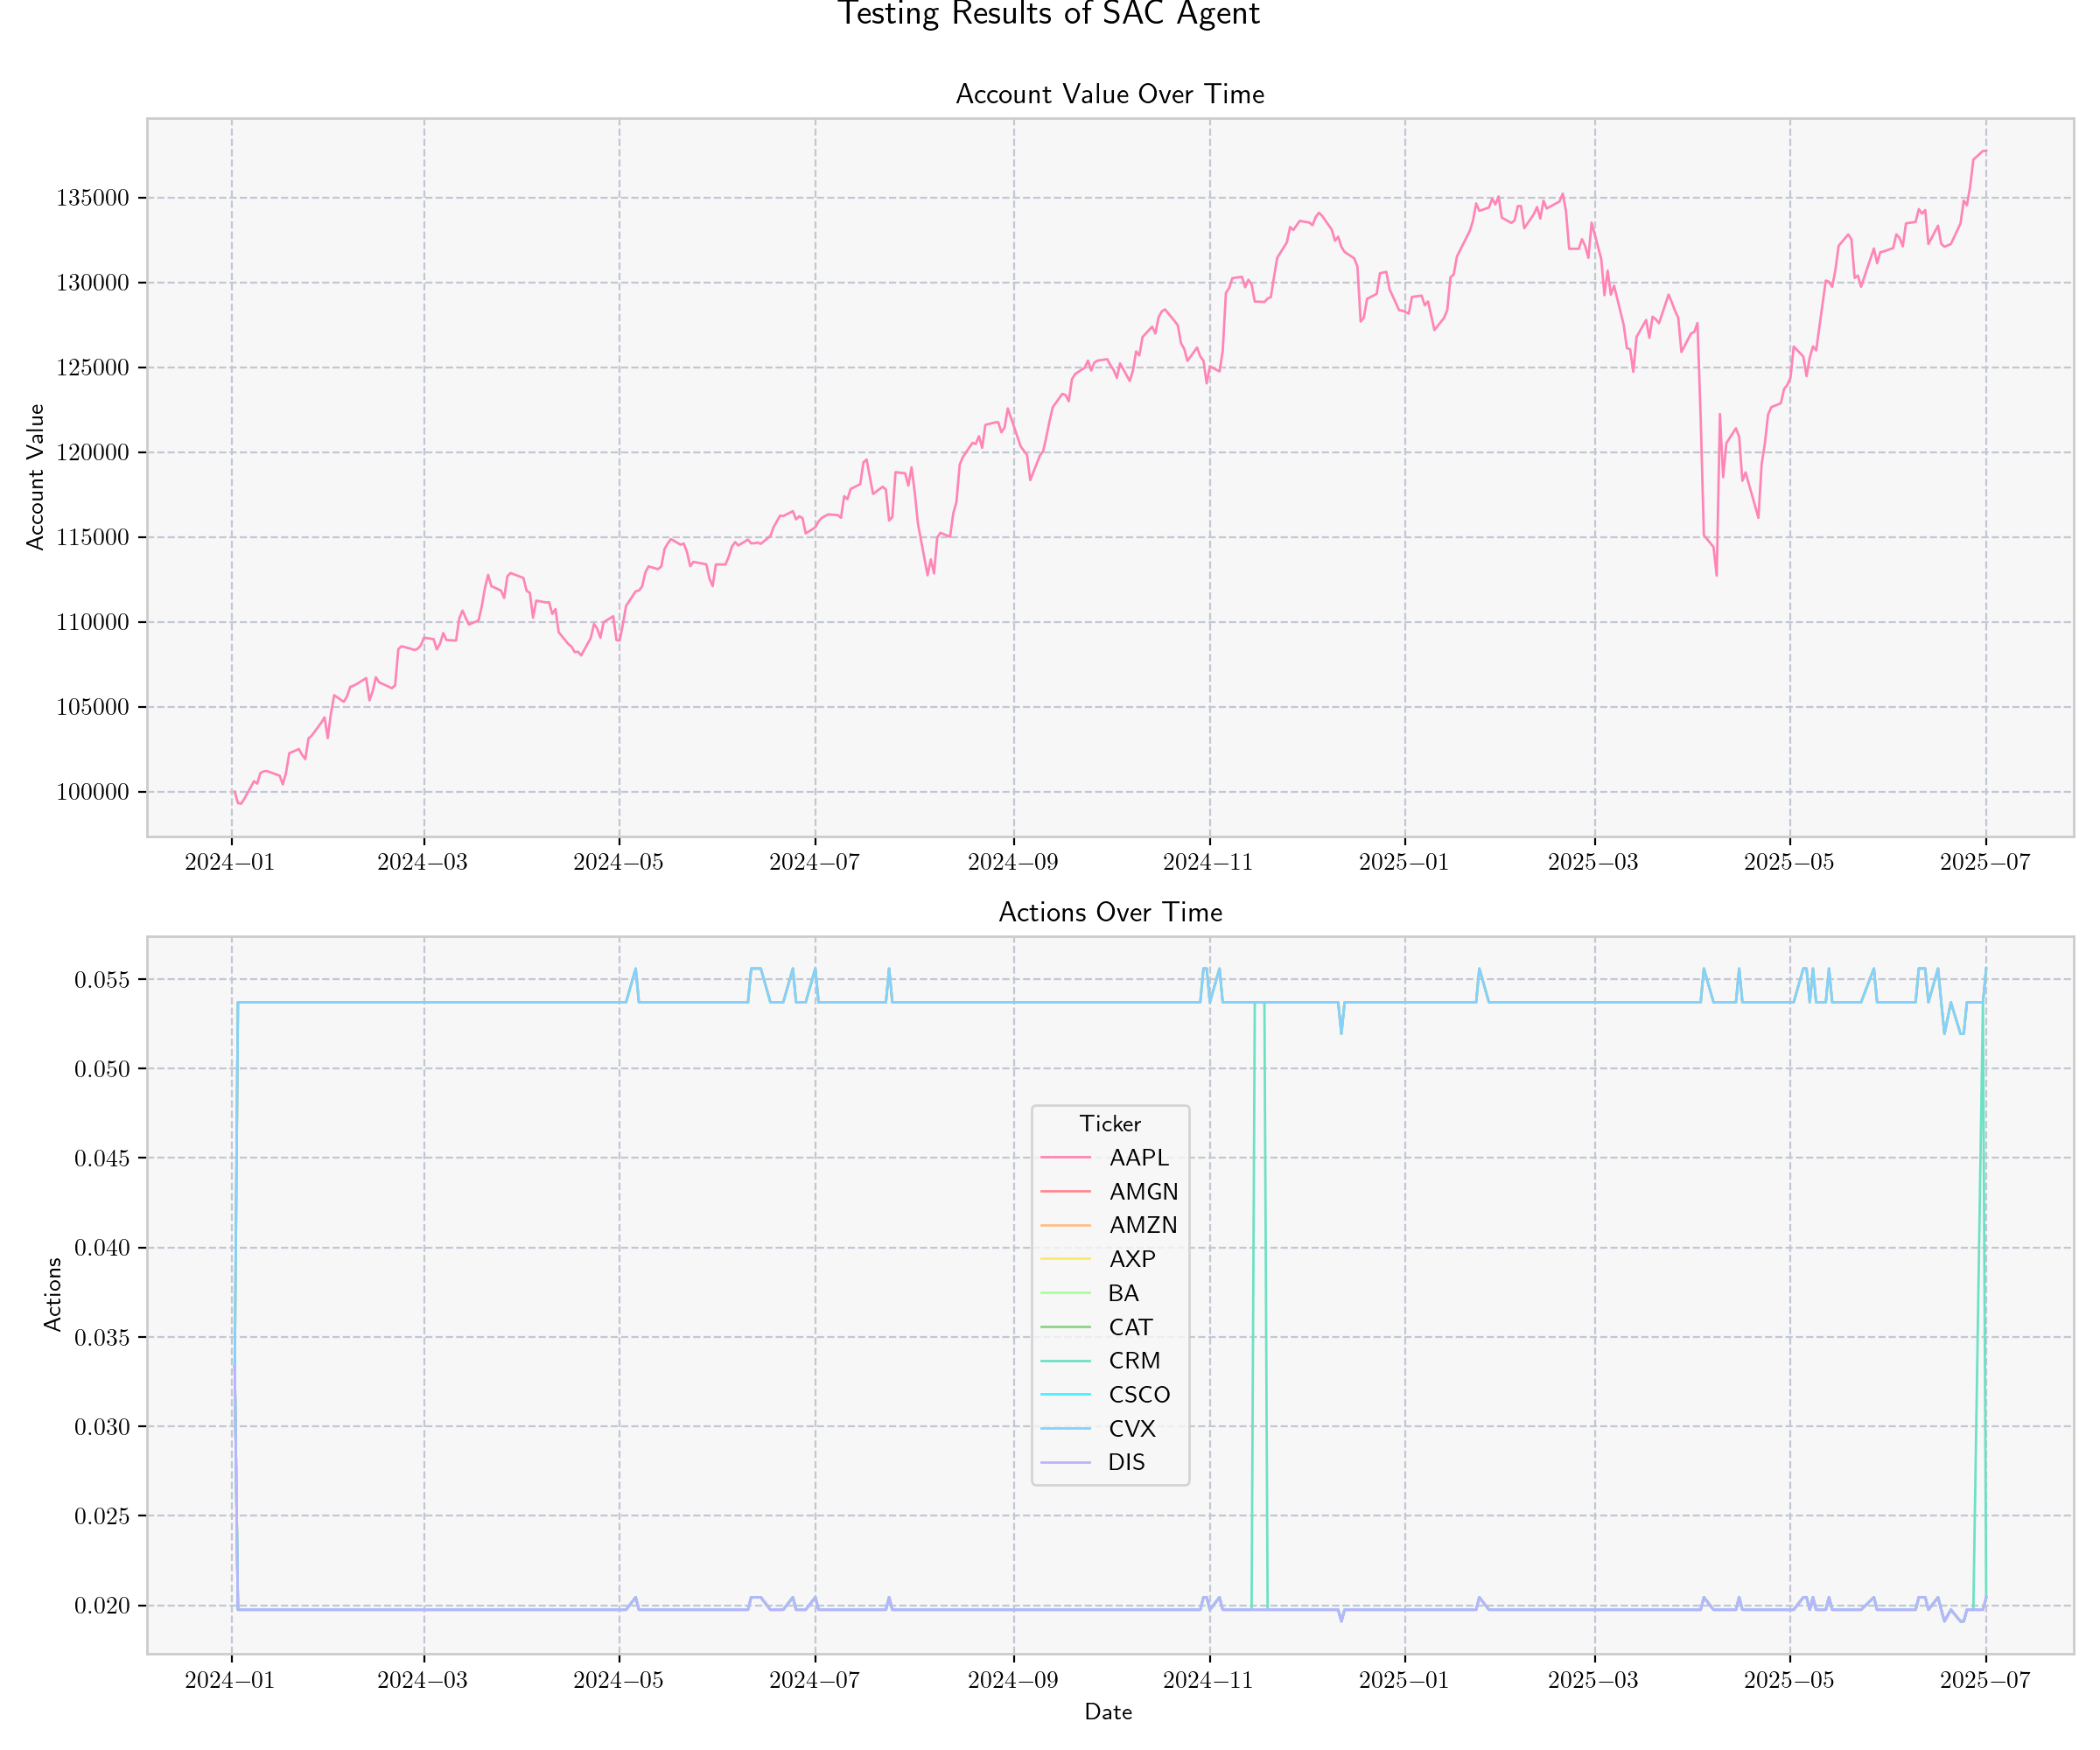 Testing Results of SAC Agent
Account Value Over Time
Account Value
135000
130000
125000
120000
115000
110000
105000
100000
2024–01 2024–03 2024–05 2024–07 2024–09 2024–11 2025–01 2025–03 2025–05 2025–07
Actions Over Time
Actions
0.055
0.050
0.045
0.040
0.035
0.030
0.025
0.020
Ticker
AAPL
AMGN
AMZN
AXP
BA
CAT
CRM
CSCO
CVX
DIS
2024–01 2024–03 2024–05 2024–07 2024–09 2024–11 2025–01 2025–03 2025–05 2025–07
Date